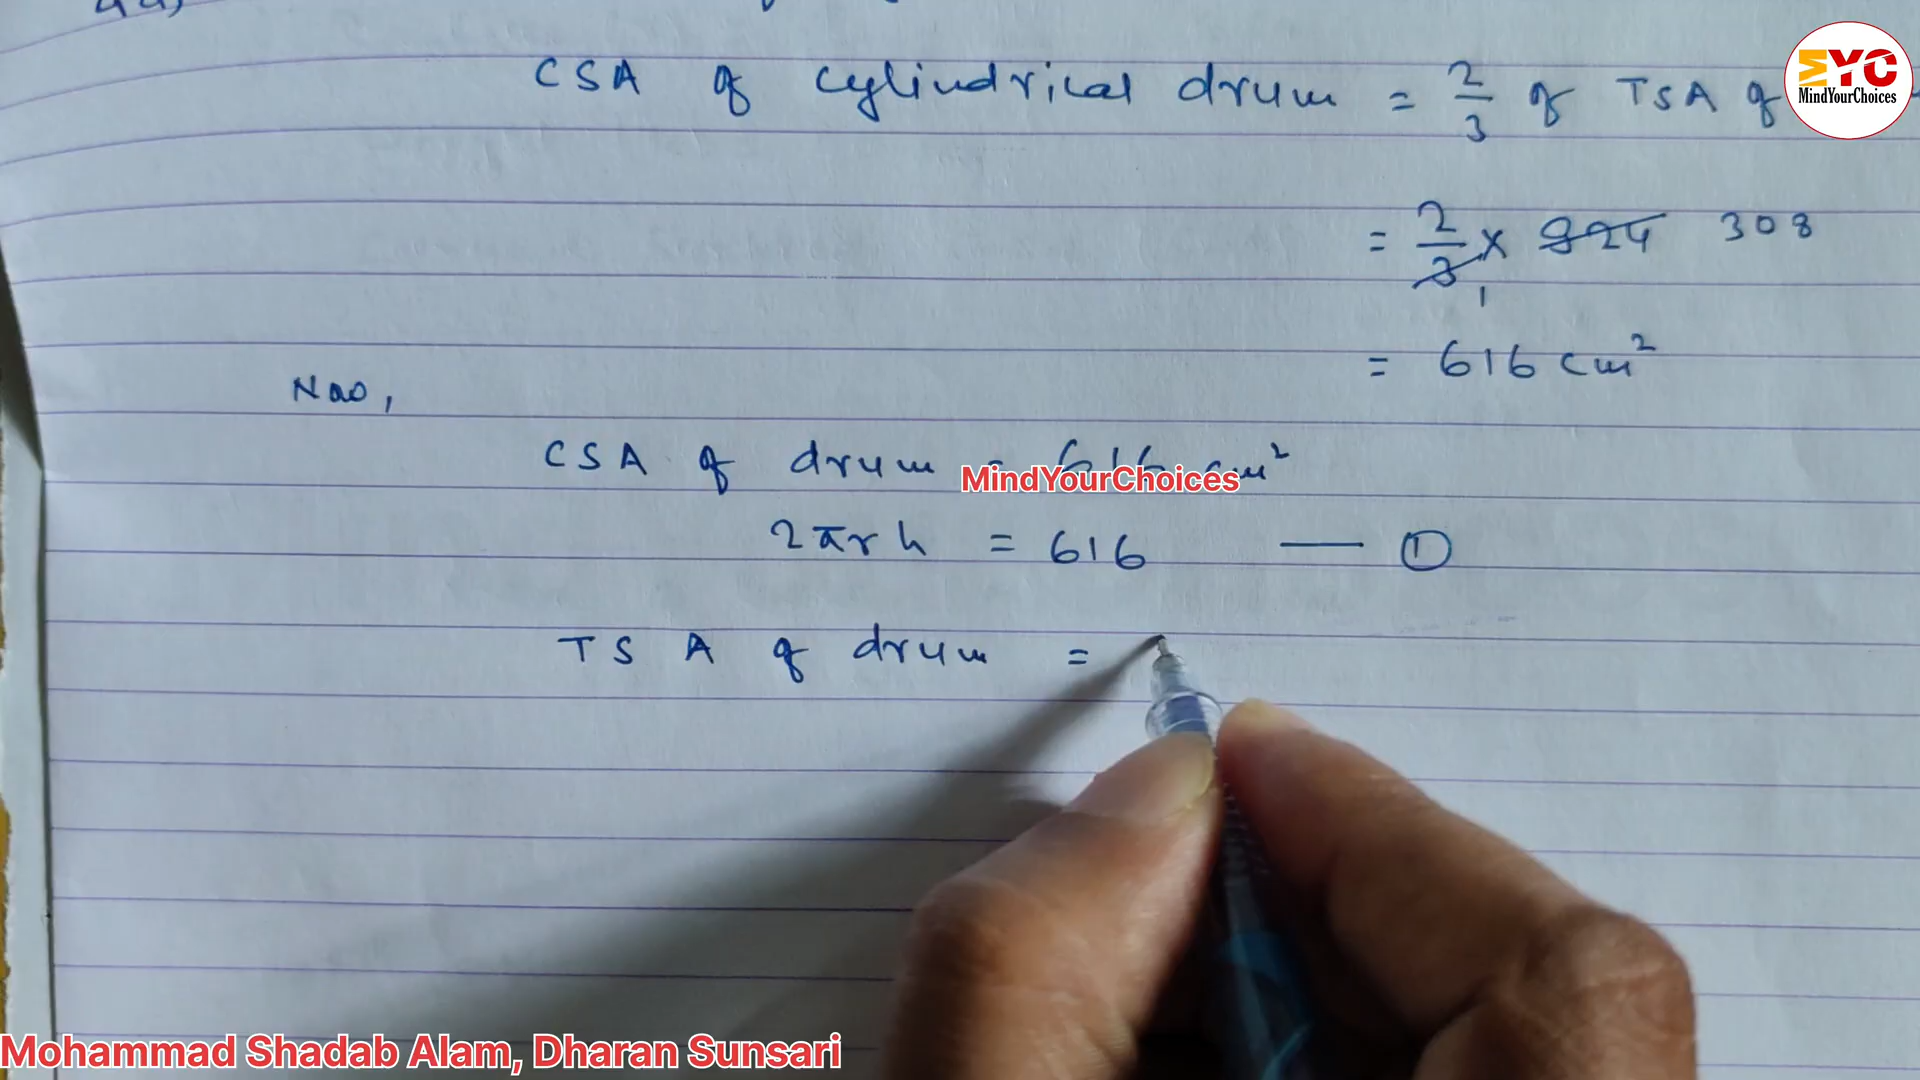 CSA of cylindrical drum = 2/3 of TSA of
MYC
MindYourChoices
= 2/3 × 924 308
1
= 616 cm²
Now,
CSA of drum = 616 cm²
MindYourChoices
2πrh = 616 — ①
TSA of drum =
Mohammad Shadab Alam, Dharan Sunsari